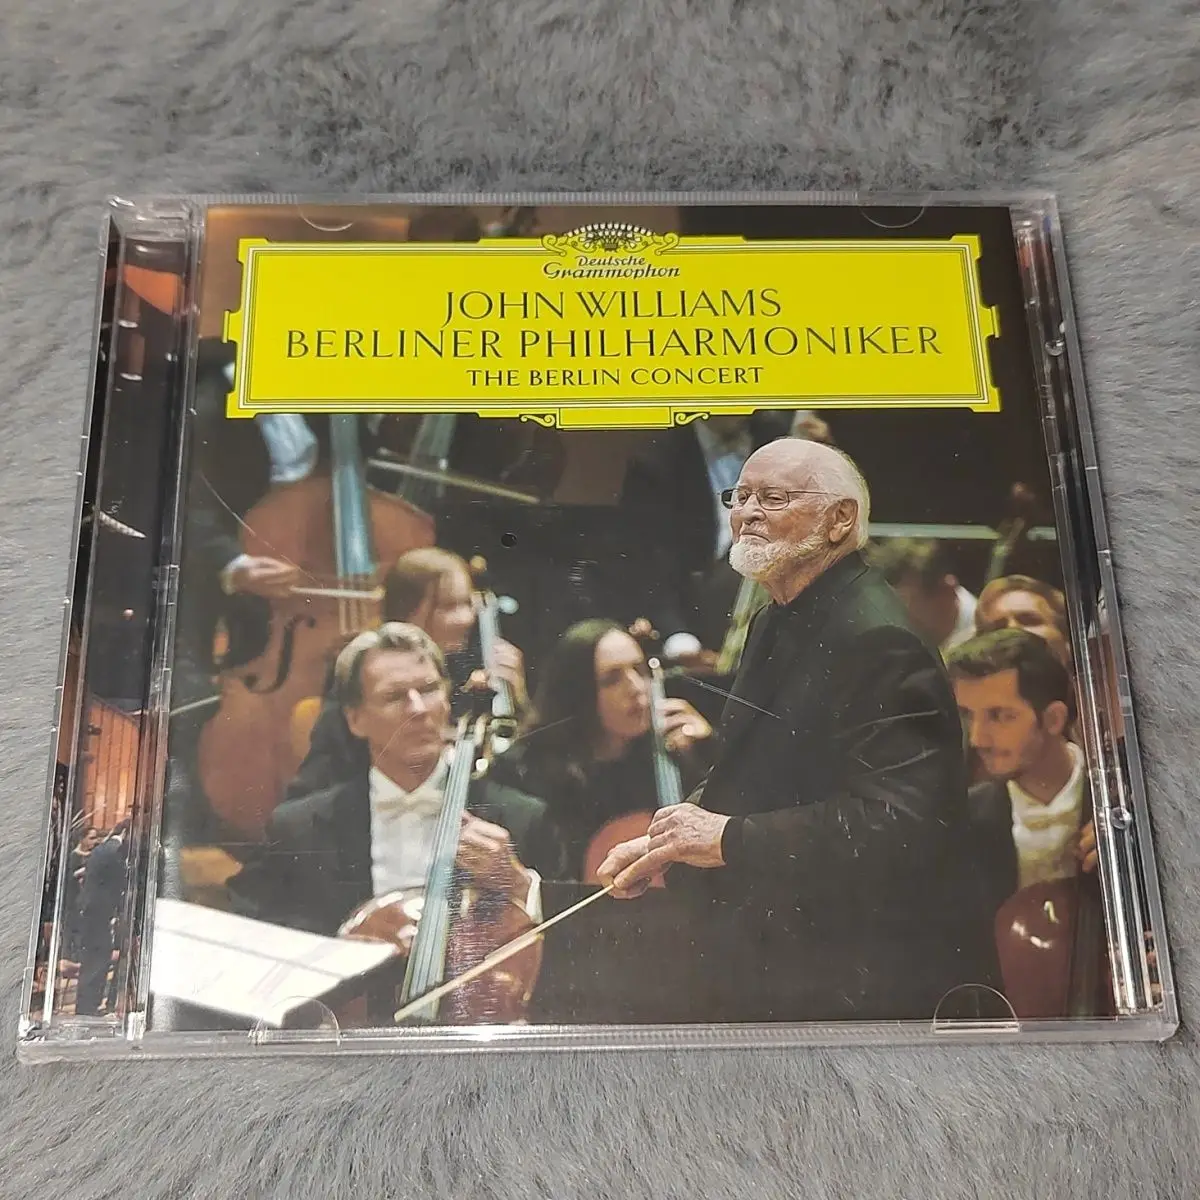 Deutsche
Grammophon
JOHN WILLIAMS
BERLINER PHILHARMONIKER
THE BERLIN CONCERT